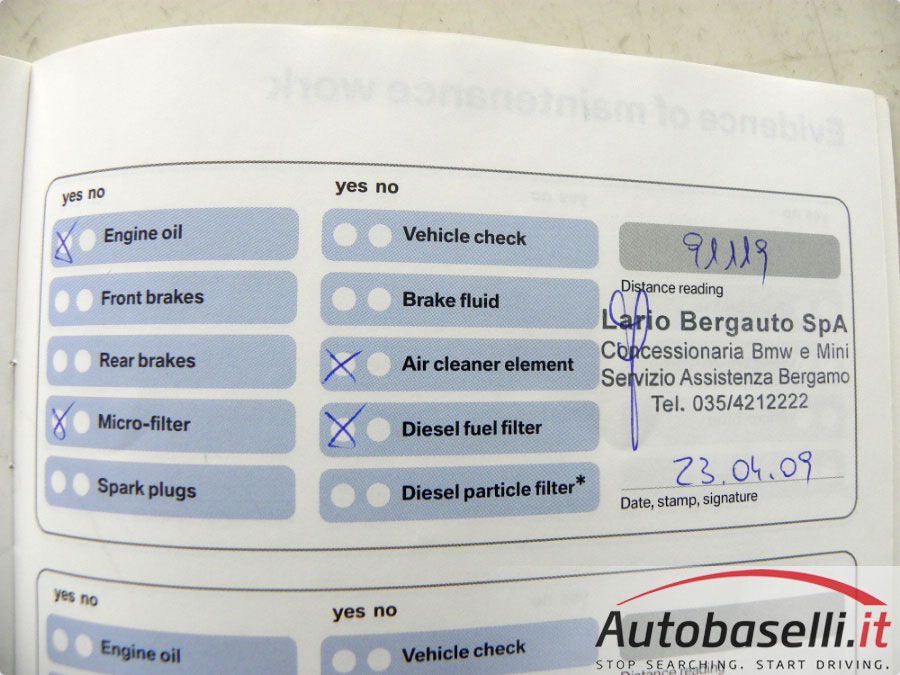 Evidence of maintenance work
yes no
Engine oil
Front brakes
Rear brakes
Micro-filter
Spark plugs
yes no
Vehicle check
Brake fluid
Air cleaner element
Diesel fuel filter
Diesel particle filter*
91119
Distance reading
Lario Bergauto SpA
Concessionaria Bmw e Mini
Servizio Assistenza Bergamo
Tel. 035/4212222
23.04.09
Date, stamp, signature
yes no
Engine oil
yes no
Vehicle check
Distance reading
Autobaselli.it
STOP SEARCHING. START DRIVING.